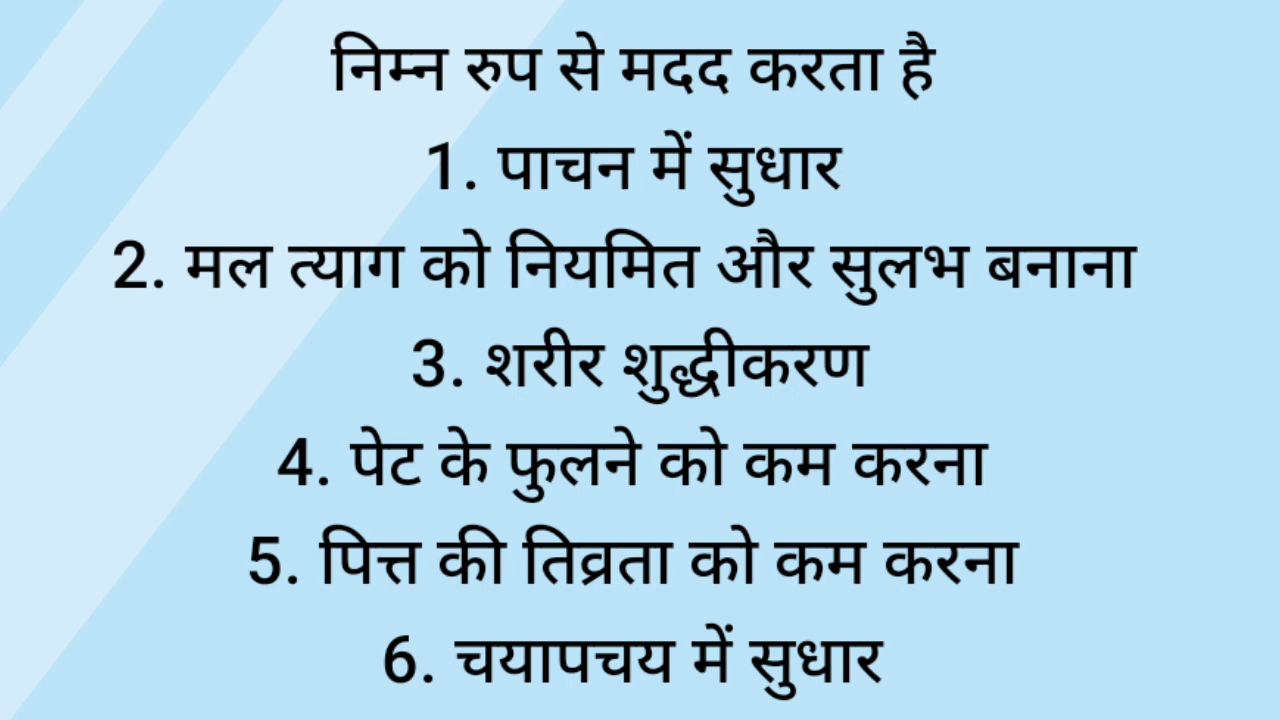 निम्न रुप से मदद करता है
1. पाचन में सुधार
2. मल त्याग को नियमित और सुलभ बनाना
3. शरीर शुद्धीकरण
4. पेट के फुलने को कम करना
5. पित्त की तिव्रता को कम करना
6. चयापचय में सुधार